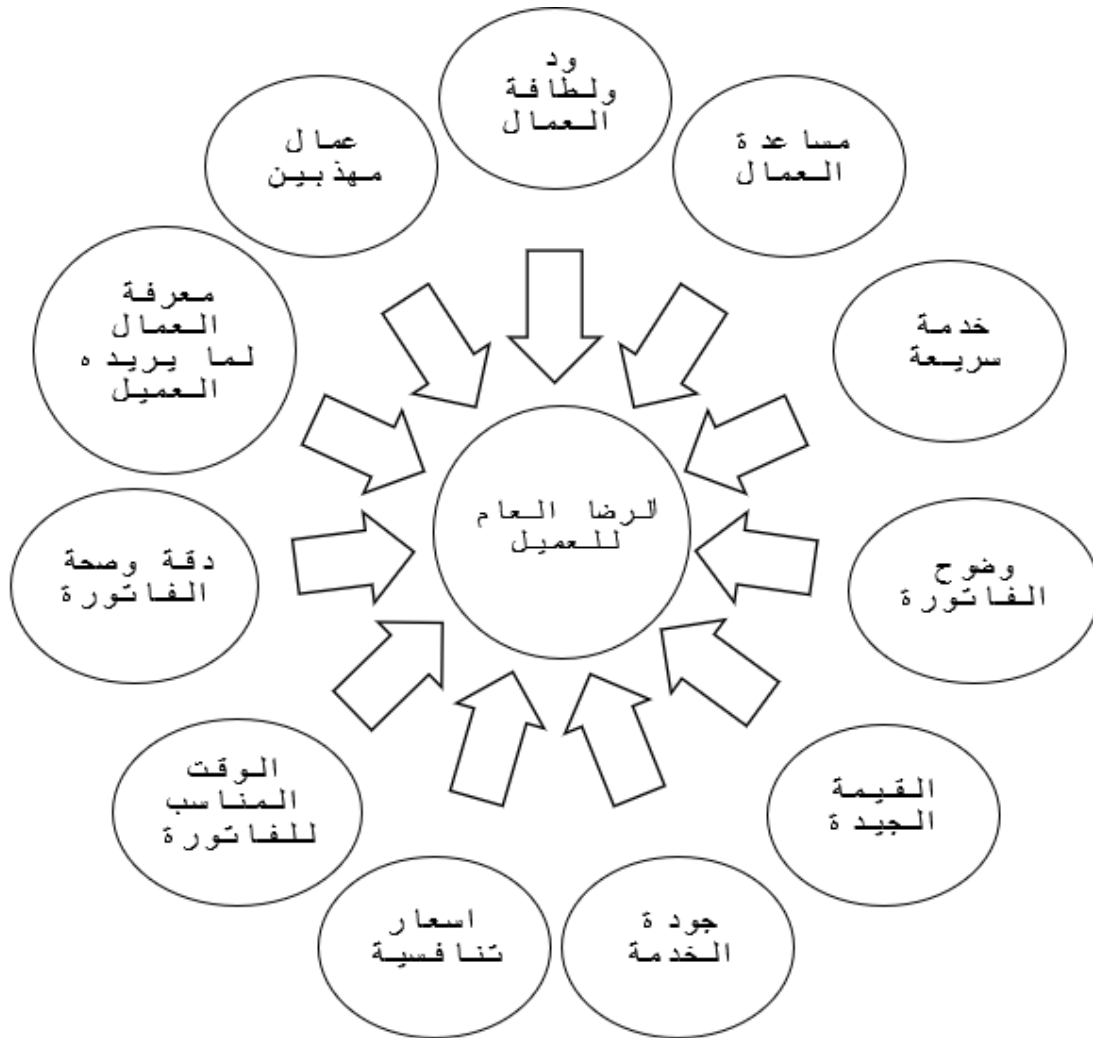 ود
ولطافة
العمال
مساعدة
العمال
خدمة
سريعة
وضوح
الفاتورة
القيمة
الجيدة
جودة
الخدمة
اسعار
تنافسية
الوقت
المناسب
للفاتورة
دقة وصحة
الفاتورة
معرفة
العمال
لما يريده
العميل
عمال
مهذبين
الرضا العام
للعميل